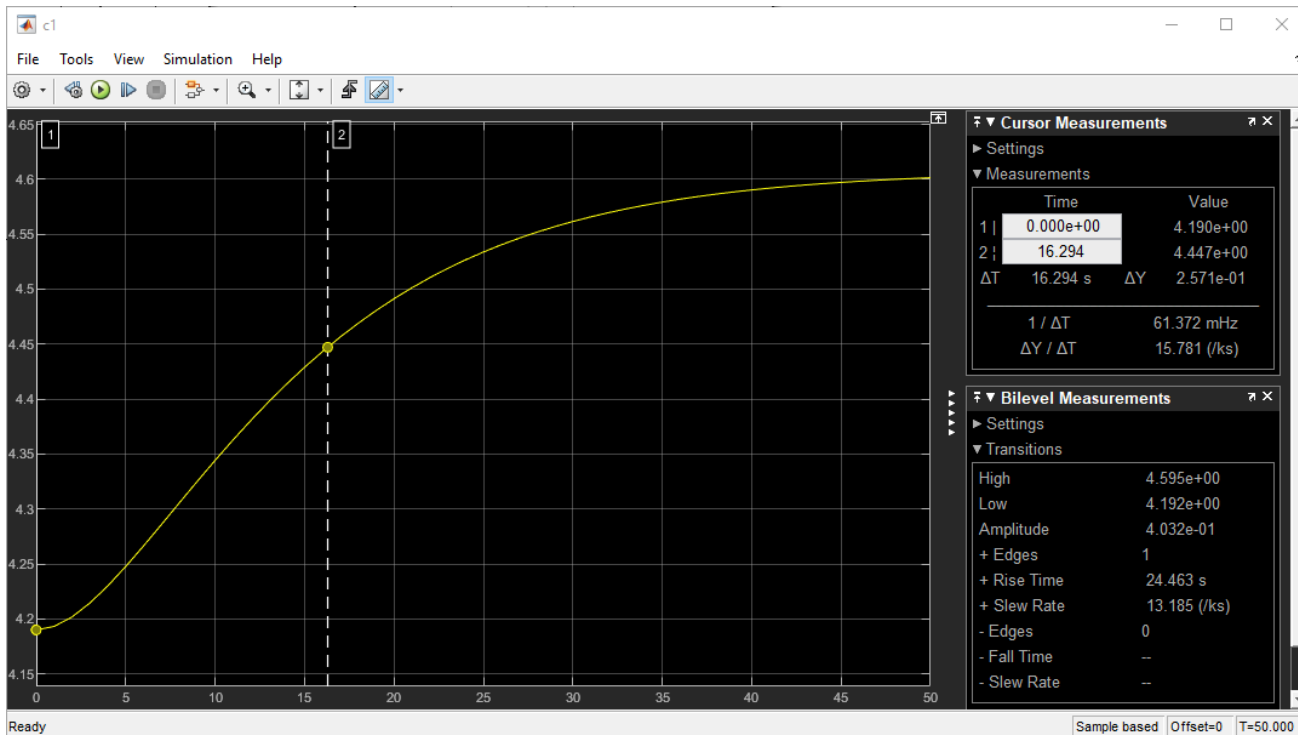 c1
File Tools View Simulation Help
4.65
4.6
4.55
4.5
4.45
4.4
4.35
4.3
4.25
4.2
4.15
1
2
0 5 10 15 20 25 30 35 40 45 50
Cursor Measurements
Settings
Measurements
Time Value
1 | 0.000e+00 4.190e+00
2 ¦ 16.294 4.447e+00
ΔT 16.294 s ΔY 2.571e-01
1 / ΔT 61.372 mHz
ΔY / ΔT 15.781 (/ks)
Bilevel Measurements
Settings
Transitions
High 4.595e+00
Low 4.192e+00
Amplitude 4.032e-01
+ Edges 1
+ Rise Time 24.463 s
+ Slew Rate 13.185 (/ks)
- Edges 0
- Fall Time --
- Slew Rate --
Ready Sample based Offset=0 T=50.000